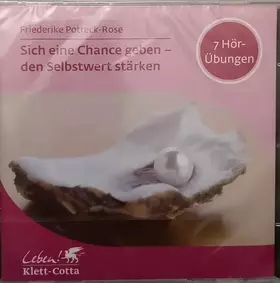 Friederike Potreck-Rose
Sich eine Chance geben –
den Selbstwert stärken
7 Hör-
Übungen
Leben!
Klett-Cotta